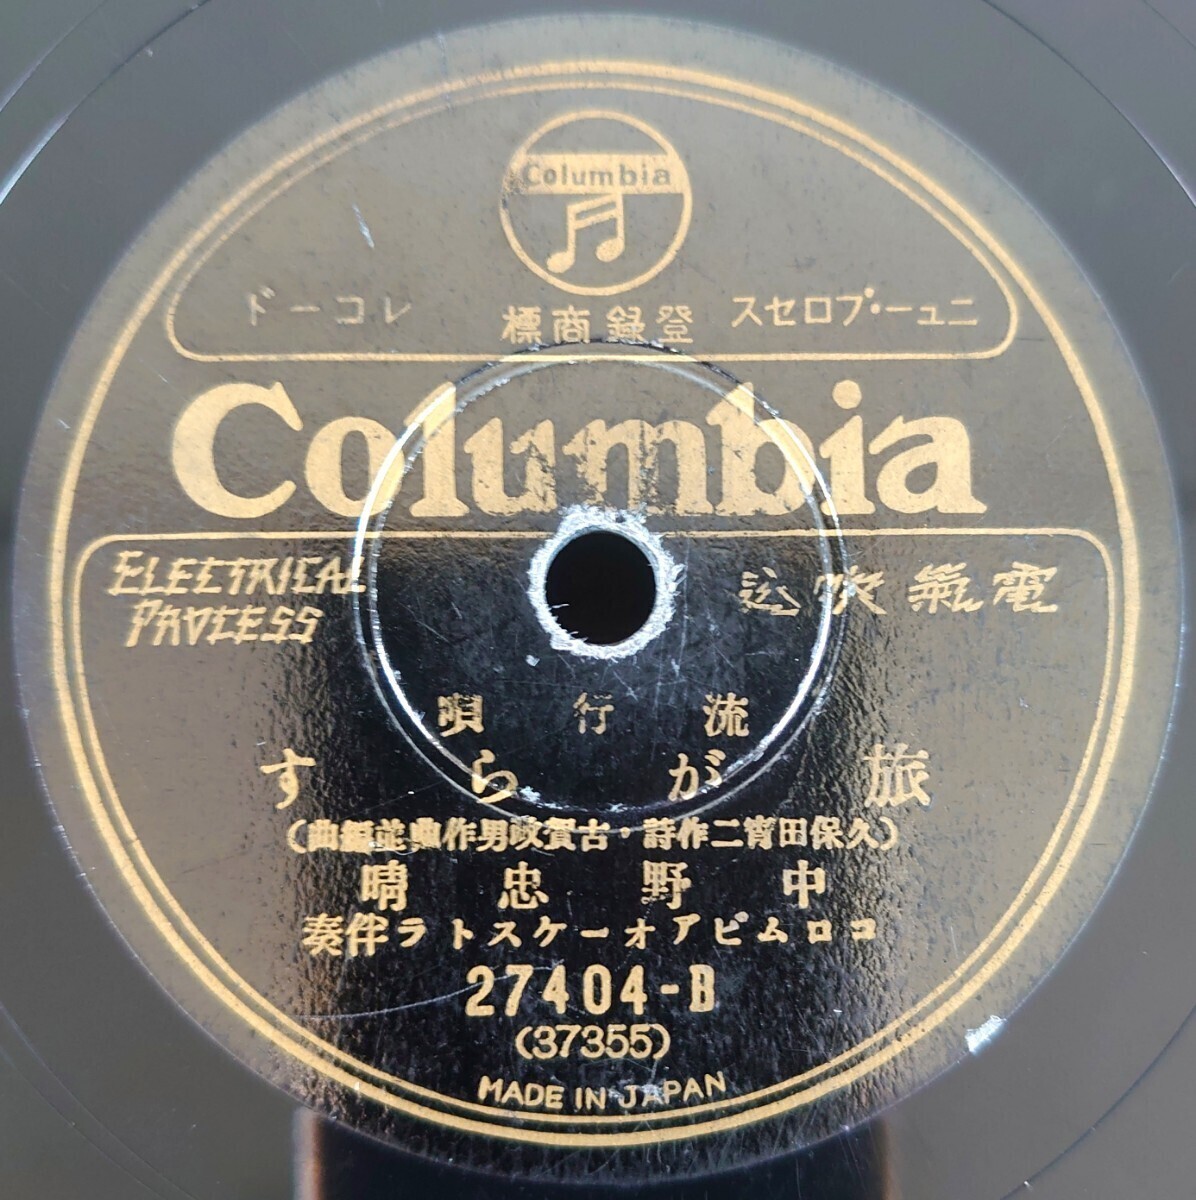 Columbia
ニュー・プロセス 登録商標 レコード
Columbia
ELECTRICAL
PROCESS
電氣吹込
流行唄
旅がらす
(久保田宵二作詩・古賀政男作曲並編曲)
中野忠晴
コロムビアオーケストラ伴奏
27404-B
(37355)
MADE IN JAPAN